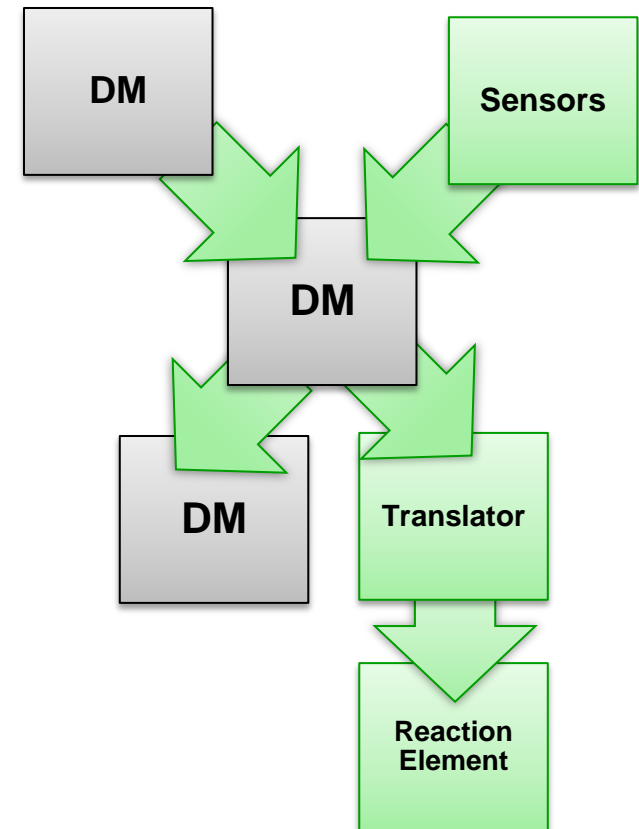 DM
Sensors
DM
DM
Translator
Reaction
Element